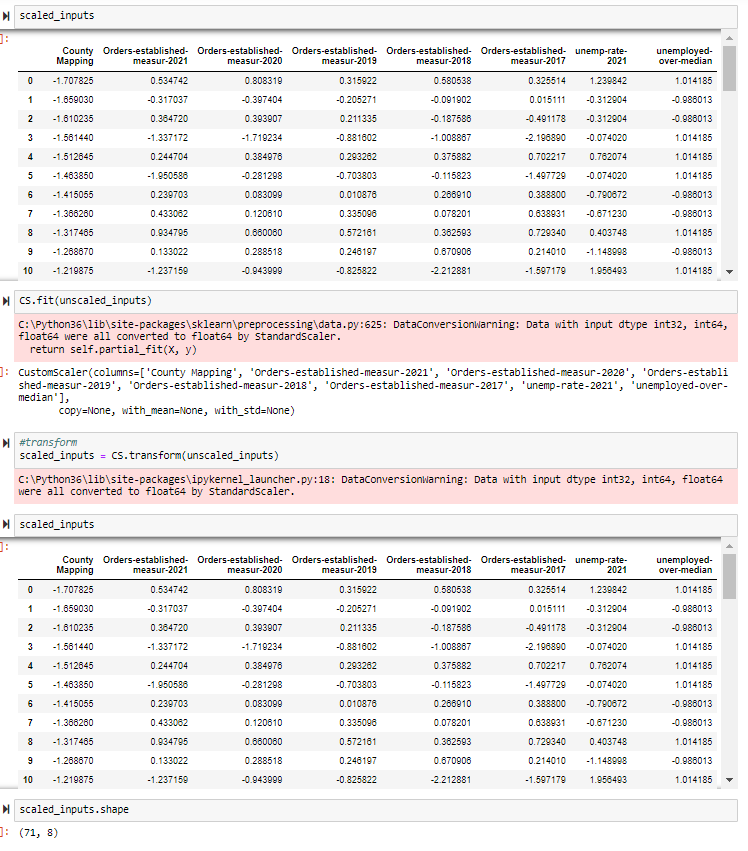 scaled_inputs
]:
County Orders-established- Orders-established- Orders-established- Orders-established- Orders-established- unemp-rate- unemployed-
Mapping measur-2021 measur-2020 measur-2019 measur-2018 measur-2017 2021 over-median
0 -1.707825 0.534742 0.808319 0.315922 0.580538 0.325514 1.239842 1.014185
1 -1.659030 -0.317037 -0.397404 -0.205271 -0.091902 0.015111 -0.312904 -0.986013
2 -1.610235 0.364720 0.393907 0.211335 -0.187586 -0.491178 -0.312904 -0.986013
3 -1.561440 -1.337172 -1.719234 -0.881602 -1.008867 -2.196890 -0.074020 1.014185
4 -1.512645 0.244704 0.384976 0.293262 0.375882 0.702217 0.762074 1.014185
5 -1.463850 -1.950586 -0.281298 -0.703803 -0.115823 -1.497729 -0.074020 1.014185
6 -1.415055 0.239703 0.083099 0.010876 0.266910 0.388800 -0.790672 -0.986013
7 -1.366260 0.433062 0.120610 0.335096 0.078201 0.638931 -0.671230 -0.986013
8 -1.317465 0.934795 0.660060 0.572161 0.362593 0.729340 0.403748 1.014185
9 -1.268670 0.133022 0.288518 0.246197 0.670906 0.214010 -1.148998 -0.986013
10 -1.219875 -1.237159 -0.943999 -0.825822 -2.212881 -1.597179 1.956493 1.014185
CS.fit(unscaled_inputs)
C:\Python36\lib\site-packages\sklearn\preprocessing\data.py:625: DataConversionWarning: Data with input dtype int32, int64,
float64 were all converted to float64 by StandardScaler.
return self.partial_fit(X, y)
]: CustomScaler(columns=['County Mapping', 'Orders-established-measur-2021', 'Orders-established-measur-2020', 'Orders-establi
shed-measur-2019', 'Orders-established-measur-2018', 'Orders-established-measur-2017', 'unemp-rate-2021', 'unemployed-over-
median'],
copy=None, with_mean=None, with_std=None)
#transform
scaled_inputs = CS.transform(unscaled_inputs)
C:\Python36\lib\site-packages\ipykernel_launcher.py:18: DataConversionWarning: Data with input dtype int32, int64, float64
were all converted to float64 by StandardScaler.
scaled_inputs
]:
County Orders-established- Orders-established- Orders-established- Orders-established- Orders-established- unemp-rate- unemployed-
Mapping measur-2021 measur-2020 measur-2019 measur-2018 measur-2017 2021 over-median
0 -1.707825 0.534742 0.808319 0.315922 0.580538 0.325514 1.239842 1.014185
1 -1.659030 -0.317037 -0.397404 -0.205271 -0.091902 0.015111 -0.312904 -0.986013
2 -1.610235 0.364720 0.393907 0.211335 -0.187586 -0.491178 -0.312904 -0.986013
3 -1.561440 -1.337172 -1.719234 -0.881602 -1.008867 -2.196890 -0.074020 1.014185
4 -1.512645 0.244704 0.384976 0.293262 0.375882 0.702217 0.762074 1.014185
5 -1.463850 -1.950586 -0.281298 -0.703803 -0.115823 -1.497729 -0.074020 1.014185
6 -1.415055 0.239703 0.083099 0.010876 0.266910 0.388800 -0.790672 -0.986013
7 -1.366260 0.433062 0.120610 0.335096 0.078201 0.638931 -0.671230 -0.986013
8 -1.317465 0.934795 0.660060 0.572161 0.362593 0.729340 0.403748 1.014185
9 -1.268670 0.133022 0.288518 0.246197 0.670906 0.214010 -1.148998 -0.986013
10 -1.219875 -1.237159 -0.943999 -0.825822 -2.212881 -1.597179 1.956493 1.014185
scaled_inputs.shape
]: (71, 8)